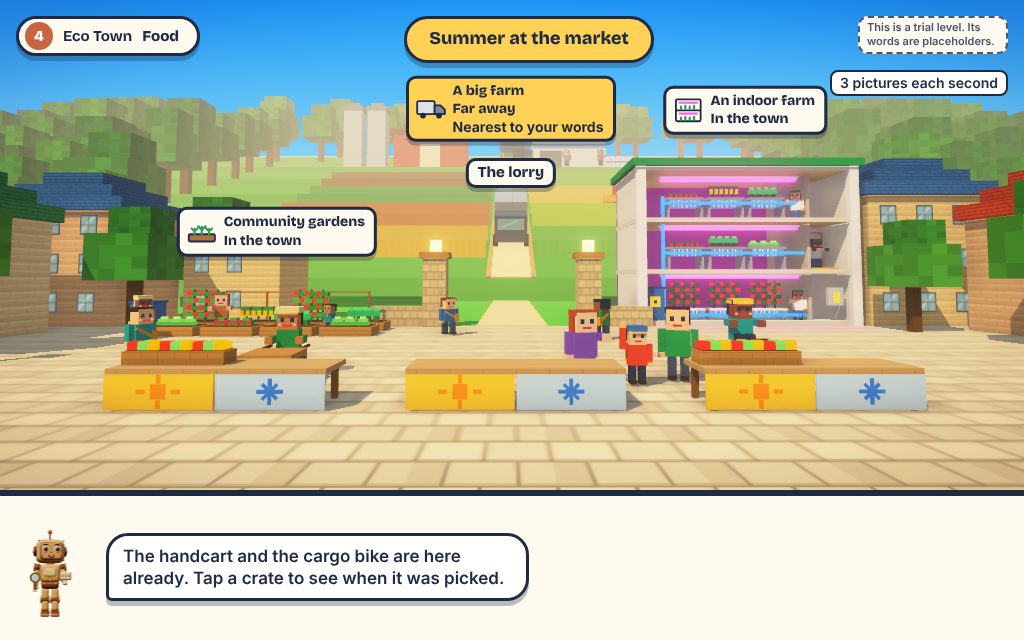 4 Eco Town Food
Summer at the market
This is a trial level. Its
words are placeholders.
3 pictures each second
A big farm
Far away
Nearest to your words
An indoor farm
In the town
The lorry
Community gardens
In the town
The handcart and the cargo bike are here
already. Tap a crate to see when it was picked.